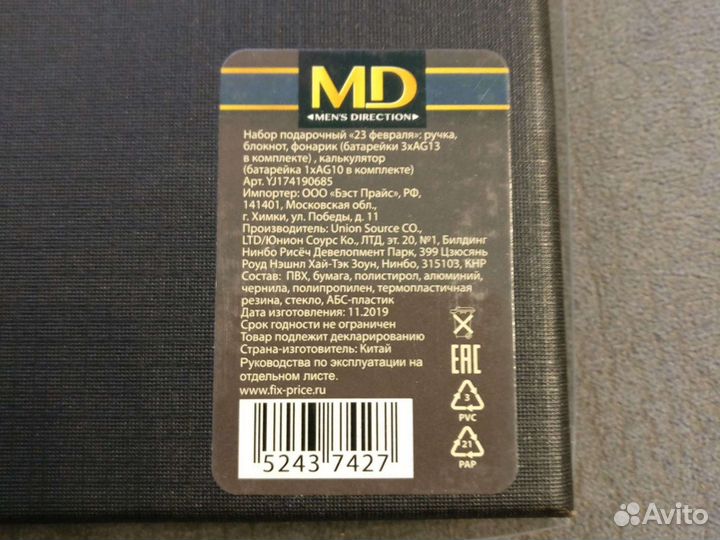 MD
◄MEN'S DIRECTION►
Набор подарочный «23 февраля»: ручка,
блокнот, фонарик (батарейки 3хAG13
в комплекте) , калькулятор
(батарейка 1хAG10 в комплекте)
Арт. YJ174190685
Импортер: ООО «Бэст Прайс», РФ,
141401, Московская обл.,
г. Химки, ул. Победы, д. 11
Производитель: Union Source CO.,
LTD/Юнион Соурс Ко., ЛТД, эт. 20, №1, Билдинг
Нинбо Рисёч Девелопмент Парк, 399 Цзюсянь
Роуд Нэшнл Хай-Тэк Зоун, Нинбо, 315103, КНР
Состав: ПВХ, бумага, полистирол, алюминий,
чернила, полипропилен, термопластичная
резина, стекло, АБС-пластик
Дата изготовления: 11.2019
Срок годности не ограничен
Товар подлежит декларированию
Страна-изготовитель: Китай
Руководства по эксплуатации на
отдельном листе.
www.fix-price.ru
EAC
3
PVC
21
PAP
5243 7427
Avito